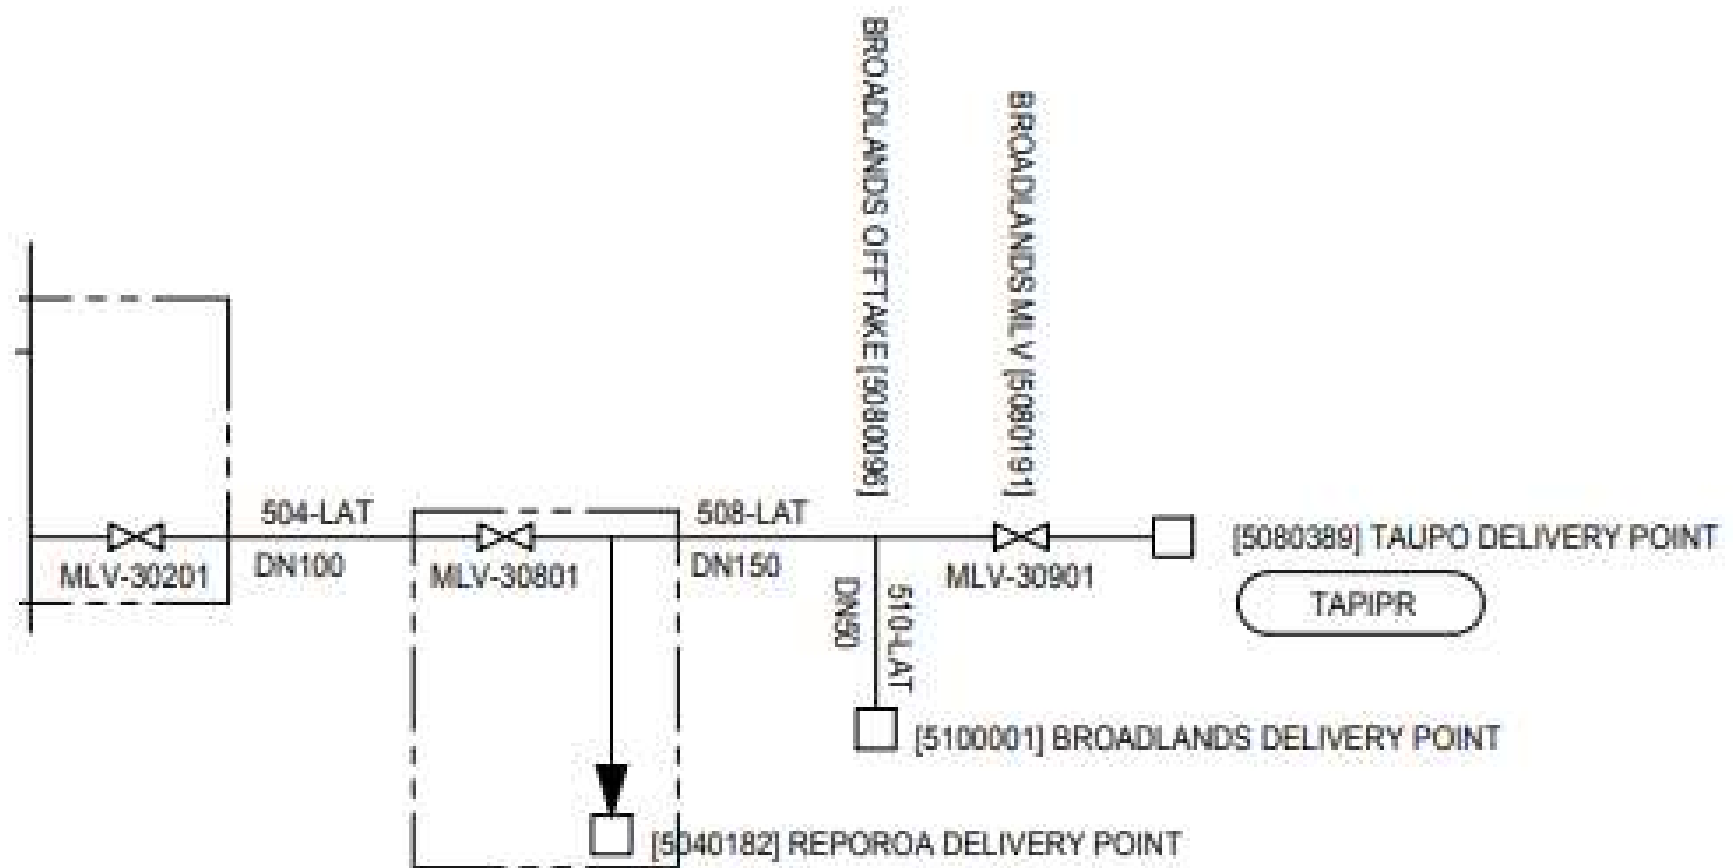 BROADLANDS OFFTAKE [5080096]
BROADLANDS MLV [5080191]
504-LAT
508-LAT
[5080389] TAUPO DELIVERY POINT
MLV-30201
DN100
MLV-30801
DN150
MLV-30901
DN50
510-LAT
TAPIPR
[5100001] BROADLANDS DELIVERY POINT
[5040182] REPOROA DELIVERY POINT